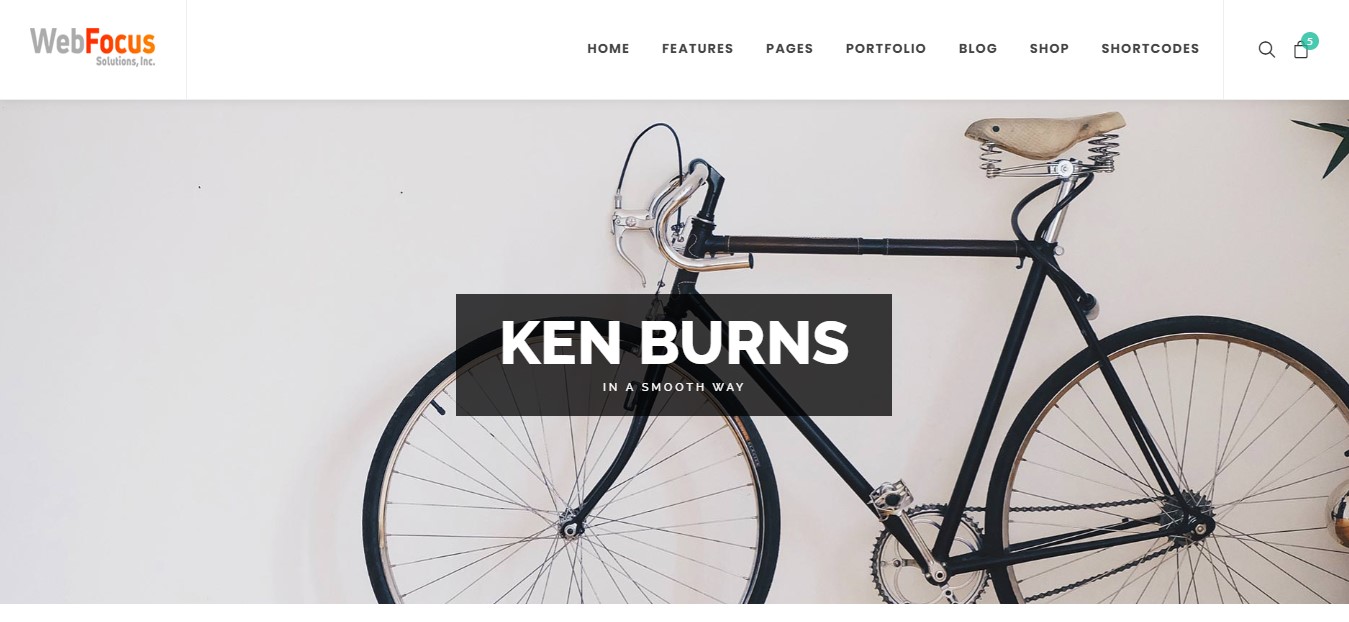 WebFocus
Solutions, Inc.
HOME FEATURES PAGES PORTFOLIO BLOG SHOP SHORTCODES
5
KEN BURNS
IN A SMOOTH WAY